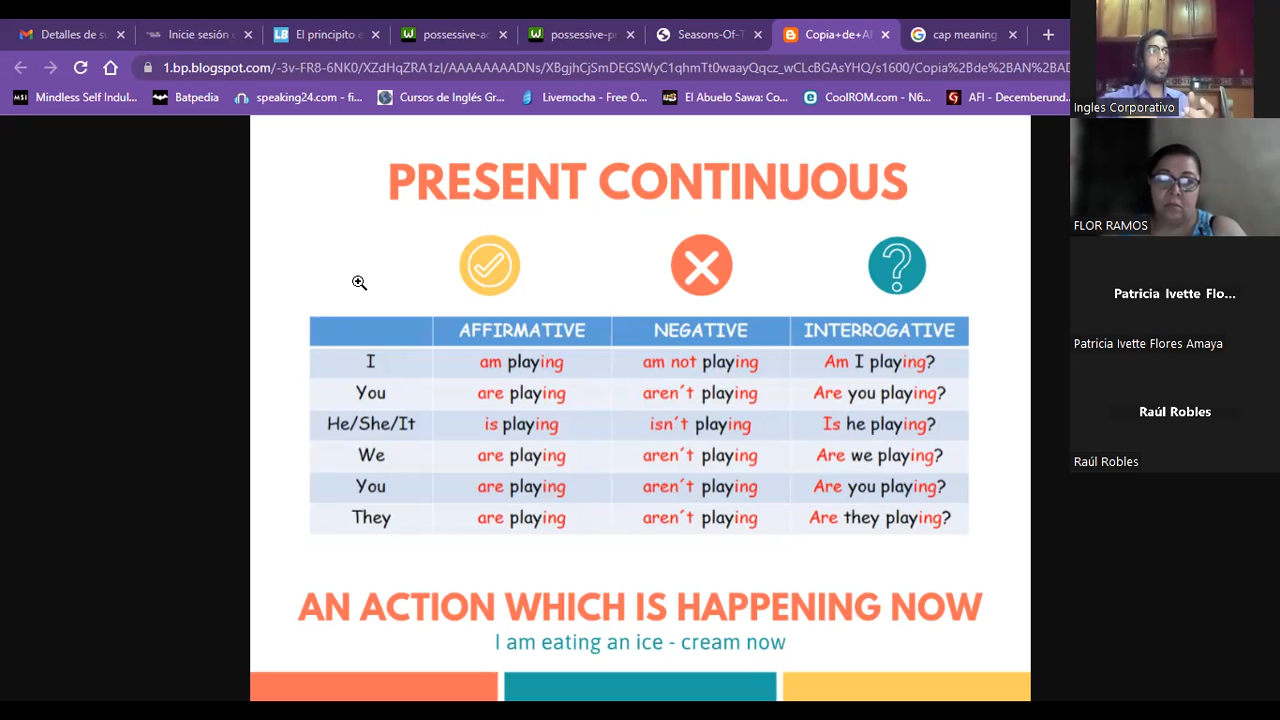 Detalles de su
Inicie sesión
El principito e
possessive-ac
possessive-pr
Seasons-Of-T
Copia+de+A
cap meaning
1.bp.blogspot.com/-3v-FR8-6NK0/XZdHqZRA1zI/AAAAAAAADNs/XBgjhCjSmDEGSWyC1qhmTt0waayQqcz_wCLcBGAsYHQ/s1600/Copia%2Bde%2BAN%2BAD
Mindless Self Indul...
Batpedia
speaking24.com - fi...
Cursos de Inglés Gr...
Livemocha - Free O...
El Abuelo Sawa: Co...
CoolROM.com - N6...
AFI - Decemberund...
PRESENT CONTINUOUS
AFFIRMATIVE NEGATIVE INTERROGATIVE
I am playing am not playing Am I playing?
You are playing aren´t playing Are you playing?
He/She/It is playing isn´t playing Is he playing?
We are playing aren´t playing Are we playing?
You are playing aren´t playing Are you playing?
They are playing aren´t playing Are they playing?
AN ACTION WHICH IS HAPPENING NOW
I am eating an ice - cream now
Ingles Corporativo
FLOR RAMOS
Patricia Ivette Flo...
Patricia Ivette Flores Amaya
Raúl Robles
Raúl Robles